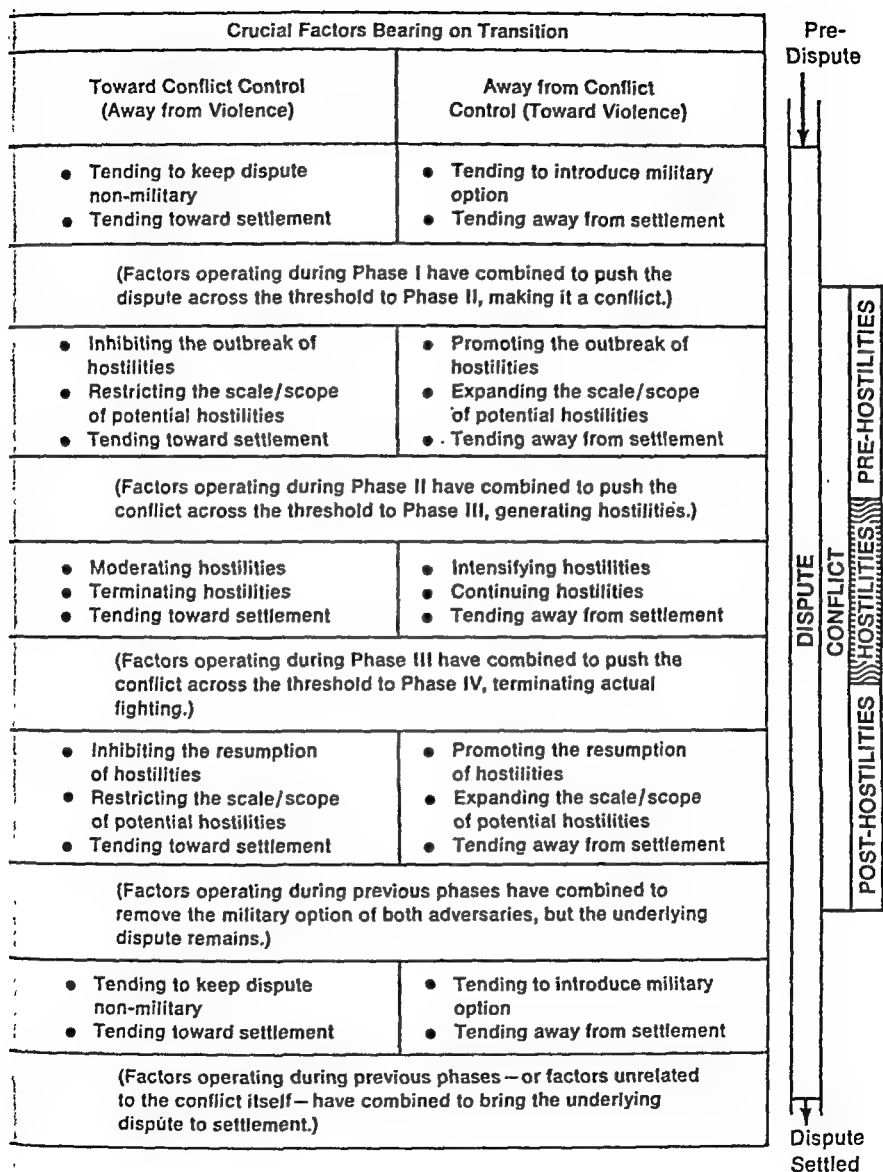 Crucial Factors Bearing on Transition
Toward Conflict Control
(Away from Violence)
Away from Conflict
Control (Toward Violence)
• Tending to keep dispute
non-military
• Tending toward settlement
• Tending to introduce military
option
• Tending away from settlement
(Factors operating during Phase I have combined to push the
dispute across the threshold to Phase II, making it a conflict.)
• Inhibiting the outbreak of
hostilities
• Restricting the scale/scope
of potential hostilities
• Tending toward settlement
• Promoting the outbreak of
hostilities
• Expanding the scale/scope
of potential hostilities
• Tending away from settlement
(Factors operating during Phase II have combined to push the
conflict across the threshold to Phase III, generating hostilities.)
• Moderating hostilities
• Terminating hostilities
• Tending toward settlement
• Intensifying hostilities
• Continuing hostilities
• Tending away from settlement
(Factors operating during Phase III have combined to push the
conflict across the threshold to Phase IV, terminating actual
fighting.)
• Inhibiting the resumption
of hostilities
• Restricting the scale/scope
of potential hostilities
• Tending toward settlement
• Promoting the resumption
of hostilities
• Expanding the scale/scope
of potential hostilities
• Tending away from settlement
(Factors operating during previous phases have combined to
remove the military option of both adversaries, but the underlying
dispute remains.)
• Tending to keep dispute
non-military
• Tending toward settlement
• Tending to introduce military
option
• Tending away from settlement
(Factors operating during previous phases—or factors unrelated
to the conflict itself—have combined to bring the underlying
dispute to settlement.)
Pre-
Dispute
DISPUTE
CONFLICT
PRE-HOSTILITIES
HOSTILITIES
POST-HOSTILITIES
Dispute
Settled